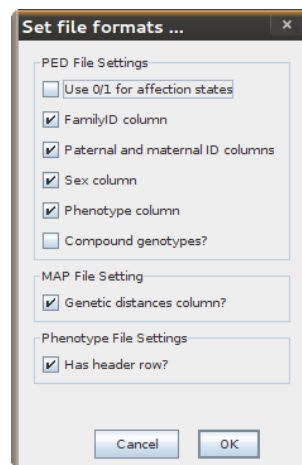 Set file formats ...
PED File Settings
Use 0/1 for affection states
FamilyID column
Paternal and maternal ID columns
Sex column
Phenotype column
Compound genotypes?
MAP File Setting
Genetic distances column?
Phenotype File Settings
Has header row?
Cancel OK